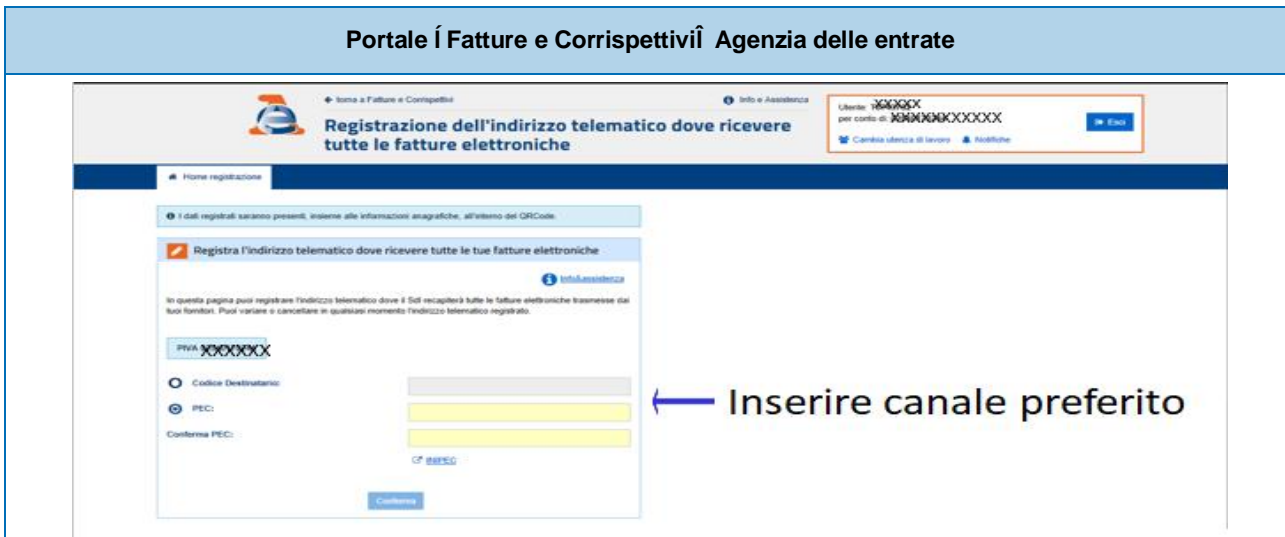 Portale Í Fatture e CorrispettiviÎ Agenzia delle entrate
torna a Fatture e Corrispettivi
Info e Assistenza
Registrazione dell'indirizzo telematico dove ricevere
tutte le fatture elettroniche
Utente: XXXXX
per conto di: XXXXXXXXXXXX
Cambia utenza di lavoro
Notifiche
Esci
Home registrazione
I dati registrati saranno presenti, insieme alle informazioni anagrafiche, all'interno del QRCode.
Registra l'indirizzo telematico dove ricevere tutte le tue fatture elettroniche
Info&assistenza
In questa pagina puoi registrare l'indirizzo telematico dove il SdI recapiterà tutte le fatture elettroniche trasmesse dai
tuoi fornitori. Puoi variare o cancellare in qualsiasi momento l'indirizzo telematico registrato.
PIVA XXXXXX
Codice Destinatario:
PEC:
Conferma PEC:
INIPEC
Conferma
Inserire canale preferito